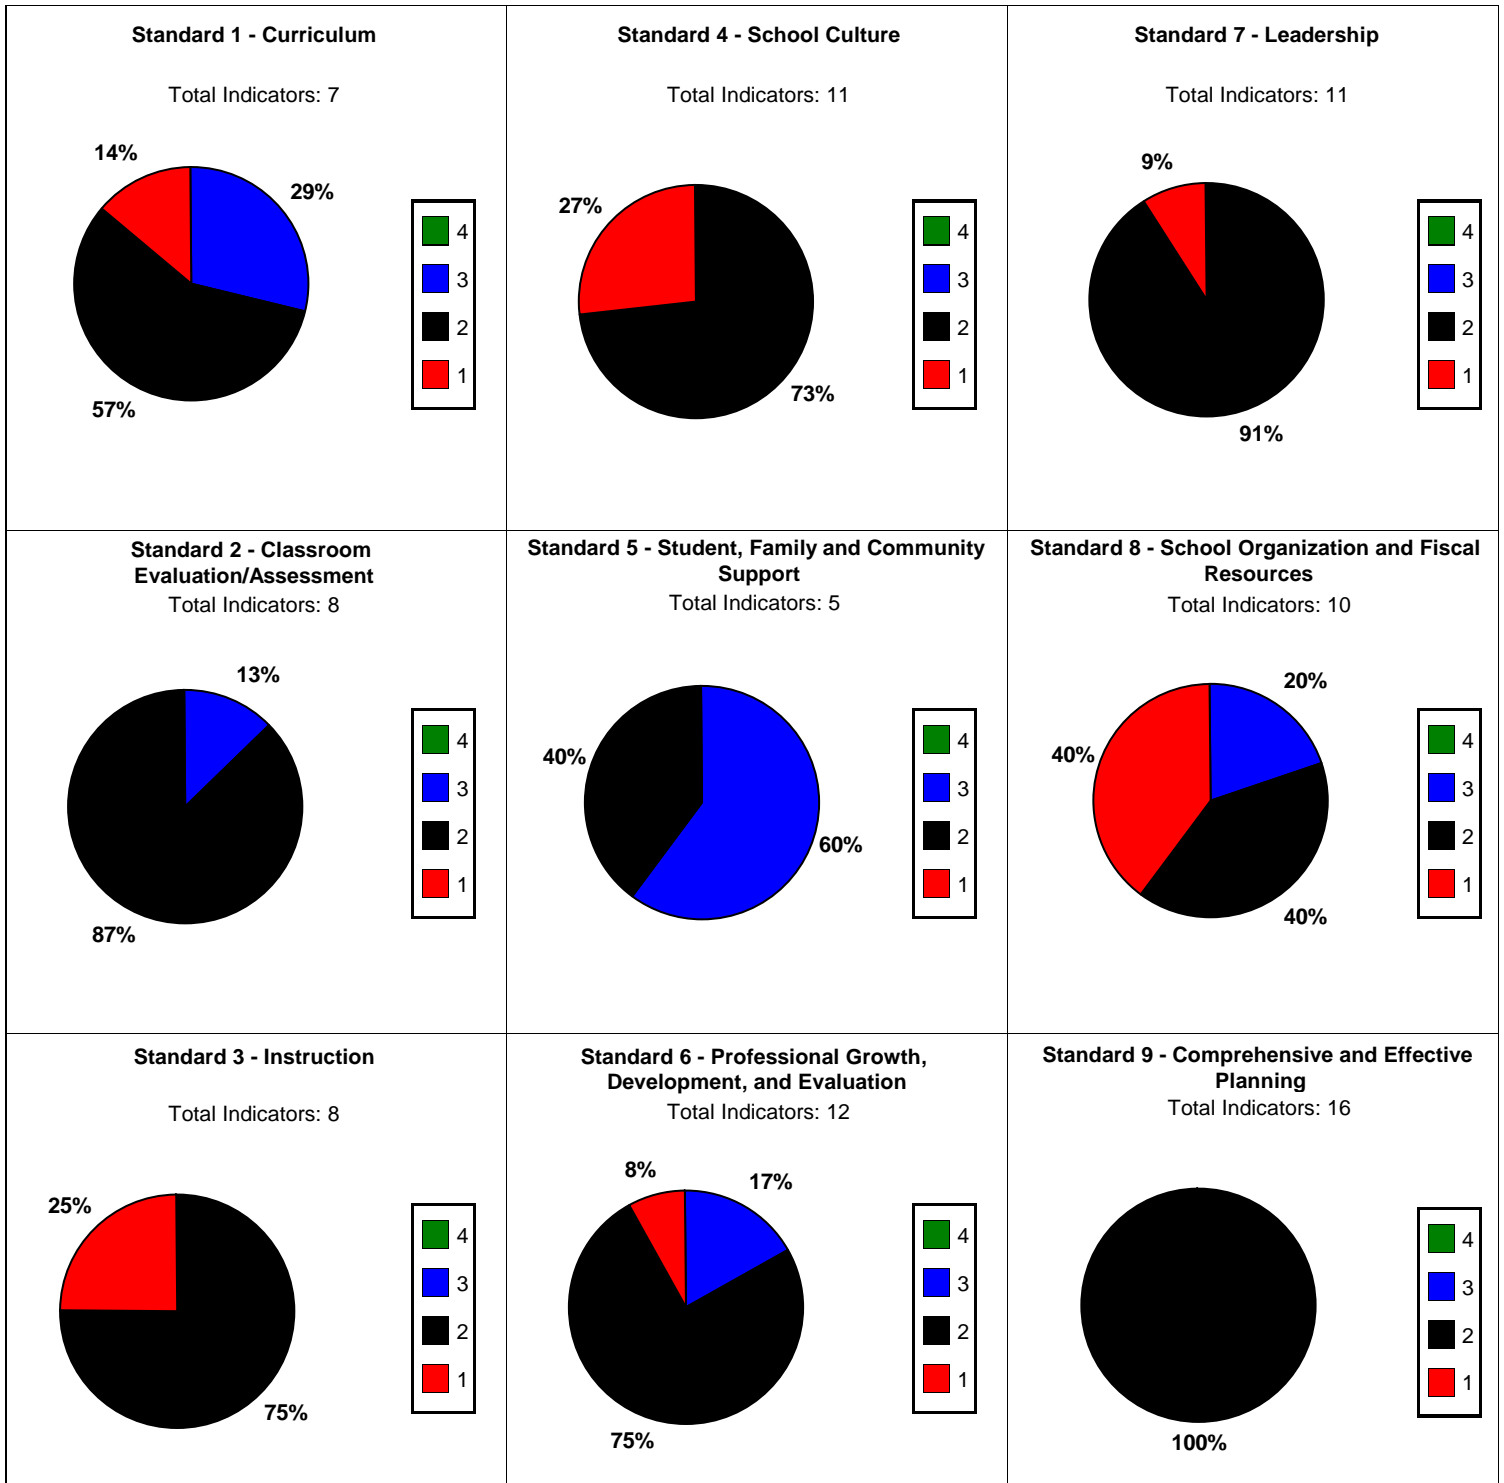 Standard 1 - Curriculum
Total Indicators: 7
14%
29%
57%
4
3
2
1
Standard 4 - School Culture
Total Indicators: 11
27%
73%
4
3
2
1
Standard 7 - Leadership
Total Indicators: 11
9%
91%
4
3
2
1
Standard 2 - Classroom
Evaluation/Assessment
Total Indicators: 8
13%
87%
4
3
2
1
Standard 5 - Student, Family and Community
Support
Total Indicators: 5
40%
60%
4
3
2
1
Standard 8 - School Organization and Fiscal
Resources
Total Indicators: 10
20%
40%
40%
4
3
2
1
Standard 3 - Instruction
Total Indicators: 8
25%
75%
4
3
2
1
Standard 6 - Professional Growth,
Development, and Evaluation
Total Indicators: 12
8%
17%
75%
4
3
2
1
Standard 9 - Comprehensive and Effective
Planning
Total Indicators: 16
100%
4
3
2
1